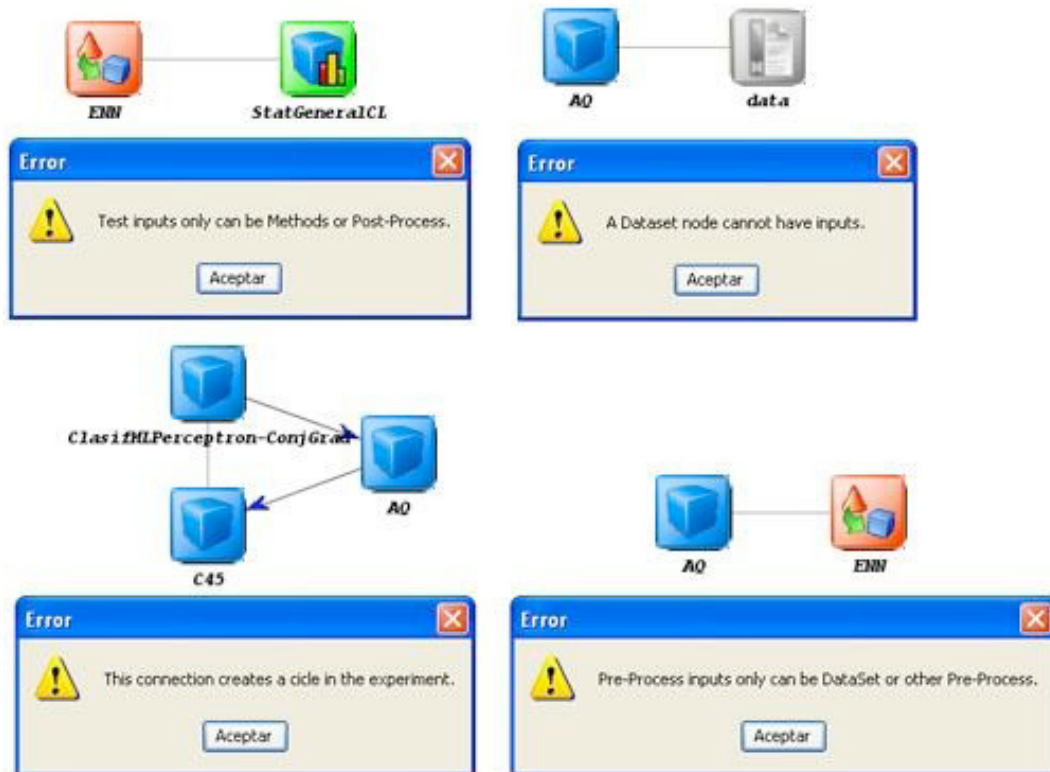 ENN
StatGeneralCL
AQ
data
Error
Test inputs only can be Methods or Post-Process.
Aceptar
Error
A Dataset node cannot have inputs.
Aceptar
ClasifMLPerceptron-ConjGrad
AQ
C45
AQ
ENN
Error
This connection creates a cicle in the experiment.
Aceptar
Error
Pre-Process inputs only can be DataSet or other Pre-Process.
Aceptar